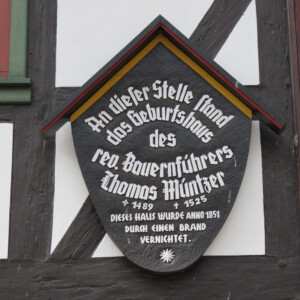 An dieser Stelle stand
das Geburtshaus
des
rev. Bauernführers
Thomas Müntzer
* 1489 † 1525
DIESES HAUS WURDE ANNO 1851
DURCH EINEN BRAND
VERNICHTET.